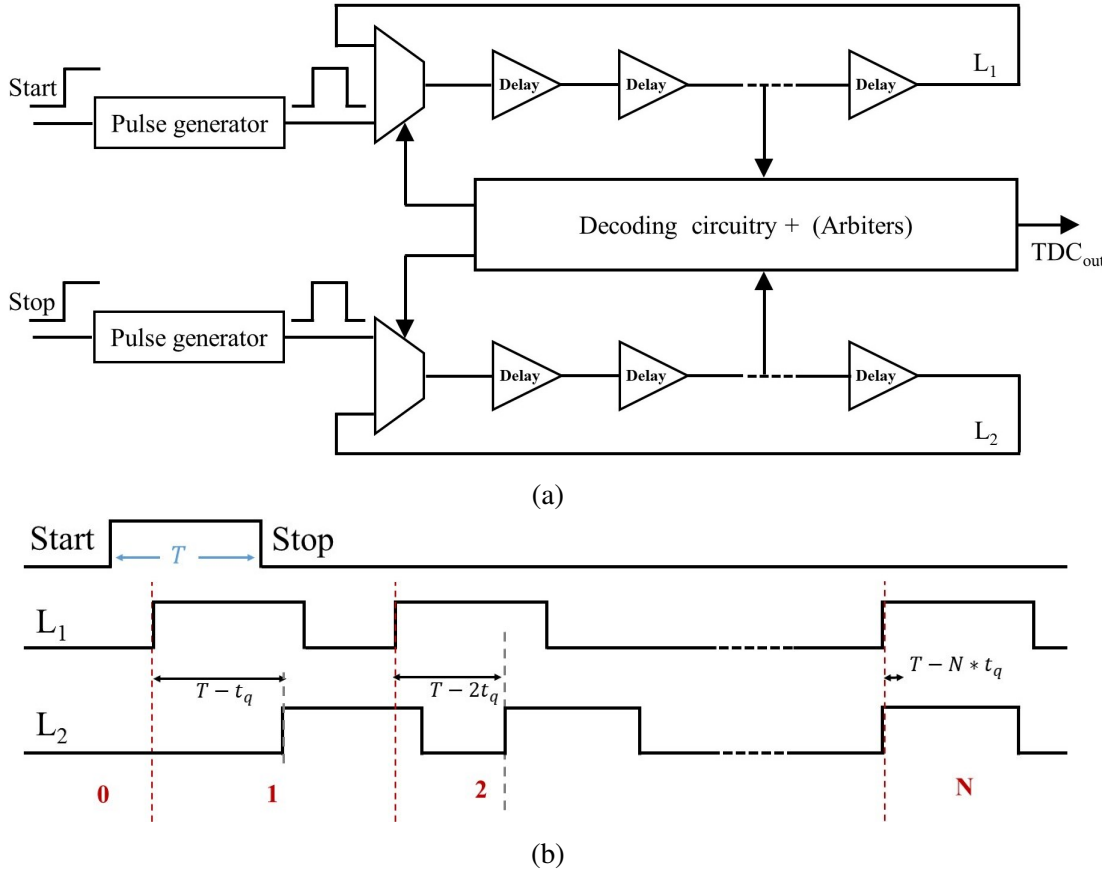 Start
Pulse generator
Delay
Delay
Delay
L1
Decoding circuitry + (Arbiters)
TDCout
Stop
Pulse generator
Delay
Delay
Delay
L2
(a)
Start
T
Stop
L1
T − tq
T − 2tq
T − N * tq
L2
0
1
2
N
(b)